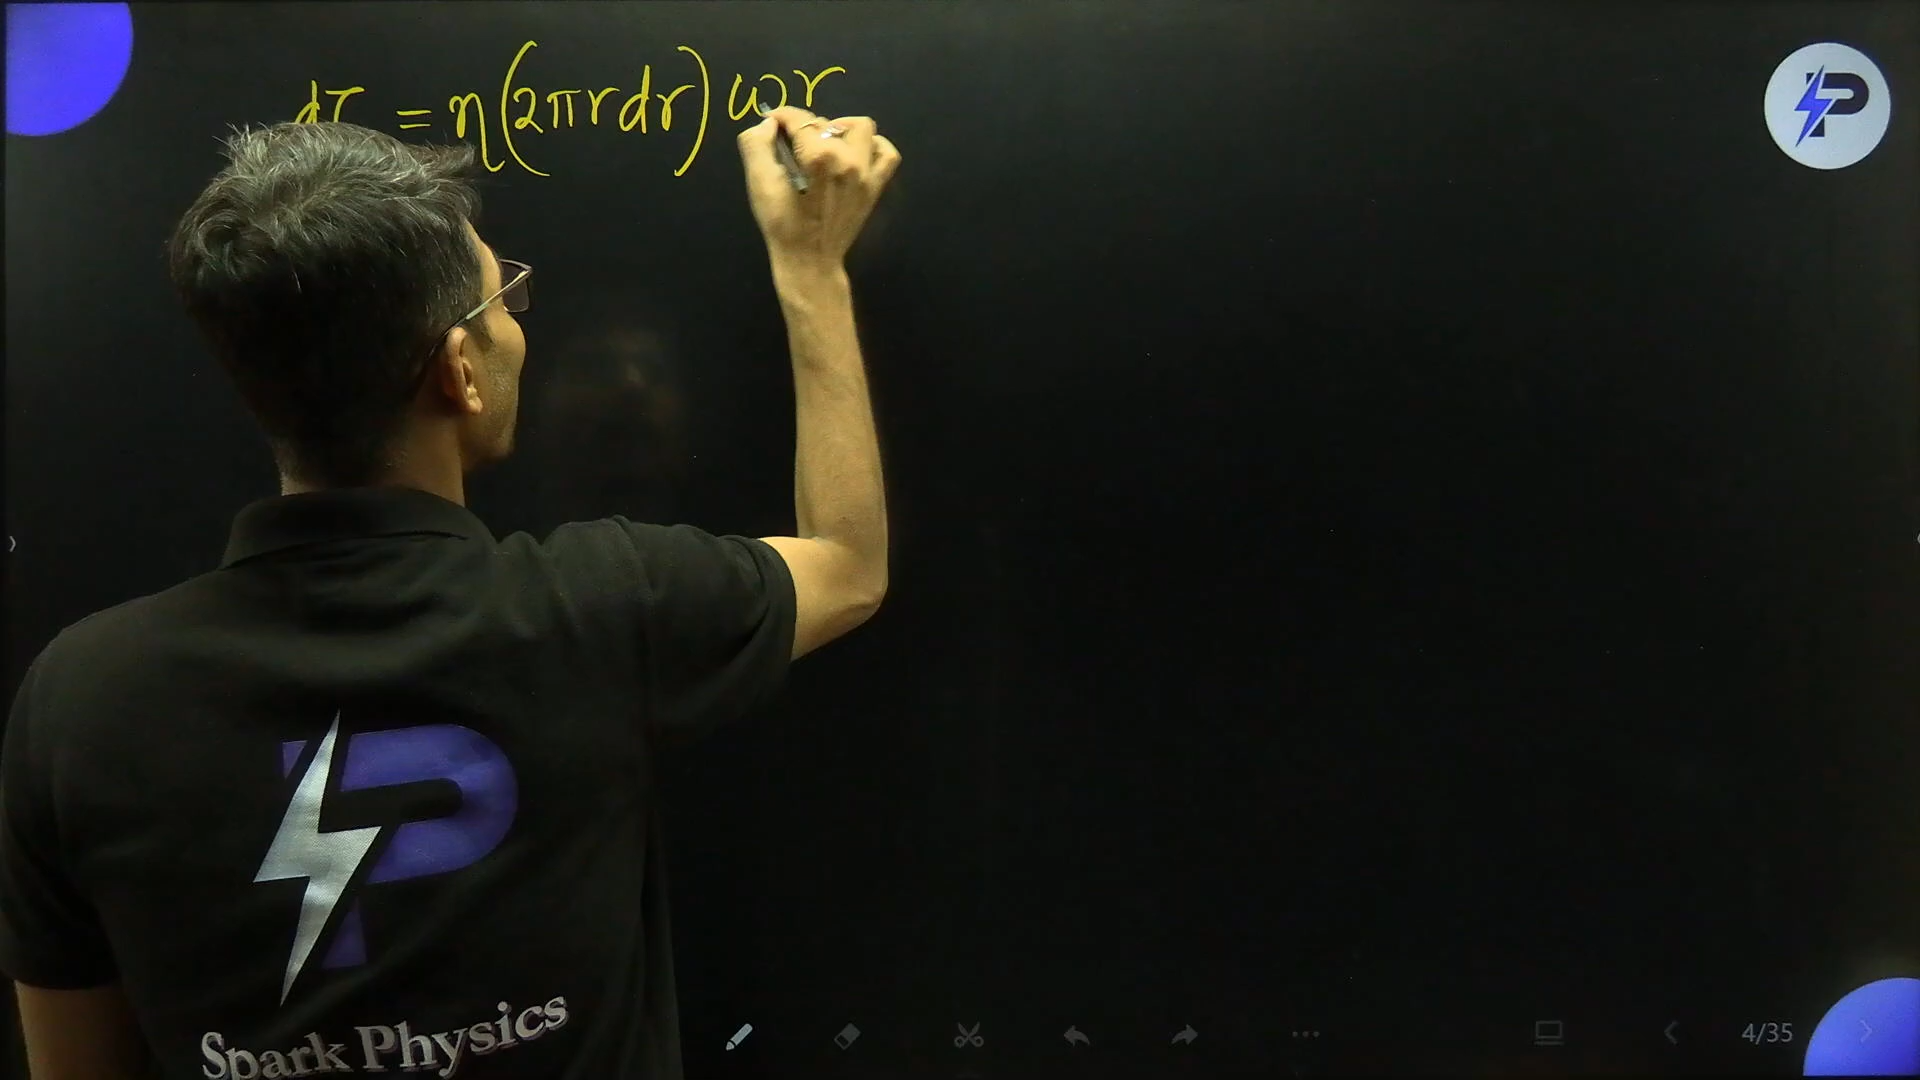 dτ = η(2πrdr) ωr
P
P
Spark Physics
4/35